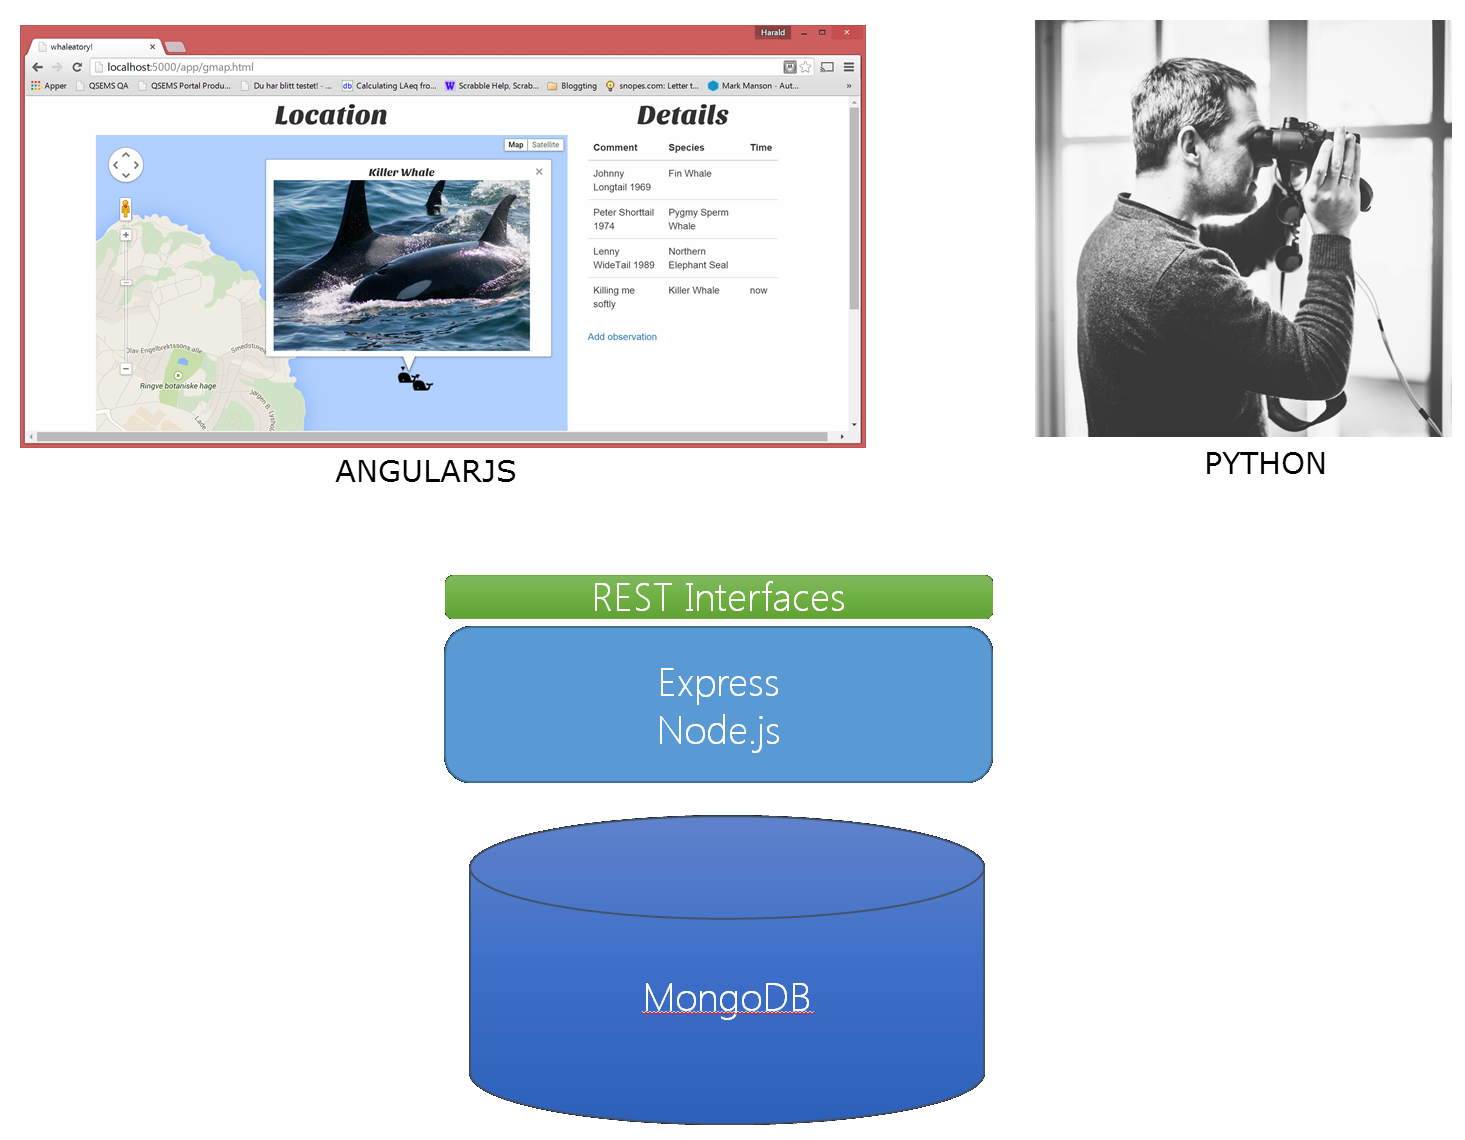 Harald
whaleatory!
localhost:5000/app/gmap.html
Apper QSEMS QA QSEMS Portal Produ... Du har blitt testet! - ... Calculating LAeq fro... Scrabble Help, Scrab... Bloggting snopes.com: Letter t... Mark Manson - Aut... »
Location
Details
Map Satellite
Killer Whale
Olav Engelbrektssons alle
Smedstuvei
Ringve botaniske hage
Jørgen B. Lysh
Lade
Comment Species Time
Johnny Fin Whale
Longtail 1969
Peter Shorttail Pygmy Sperm
1974 Whale
Lenny Northern
WideTail 1989 Elephant Seal
Killing me Killer Whale now
softly
Add observation
ANGULARJS
PYTHON
REST Interfaces
Express
Node.js
MongoDB